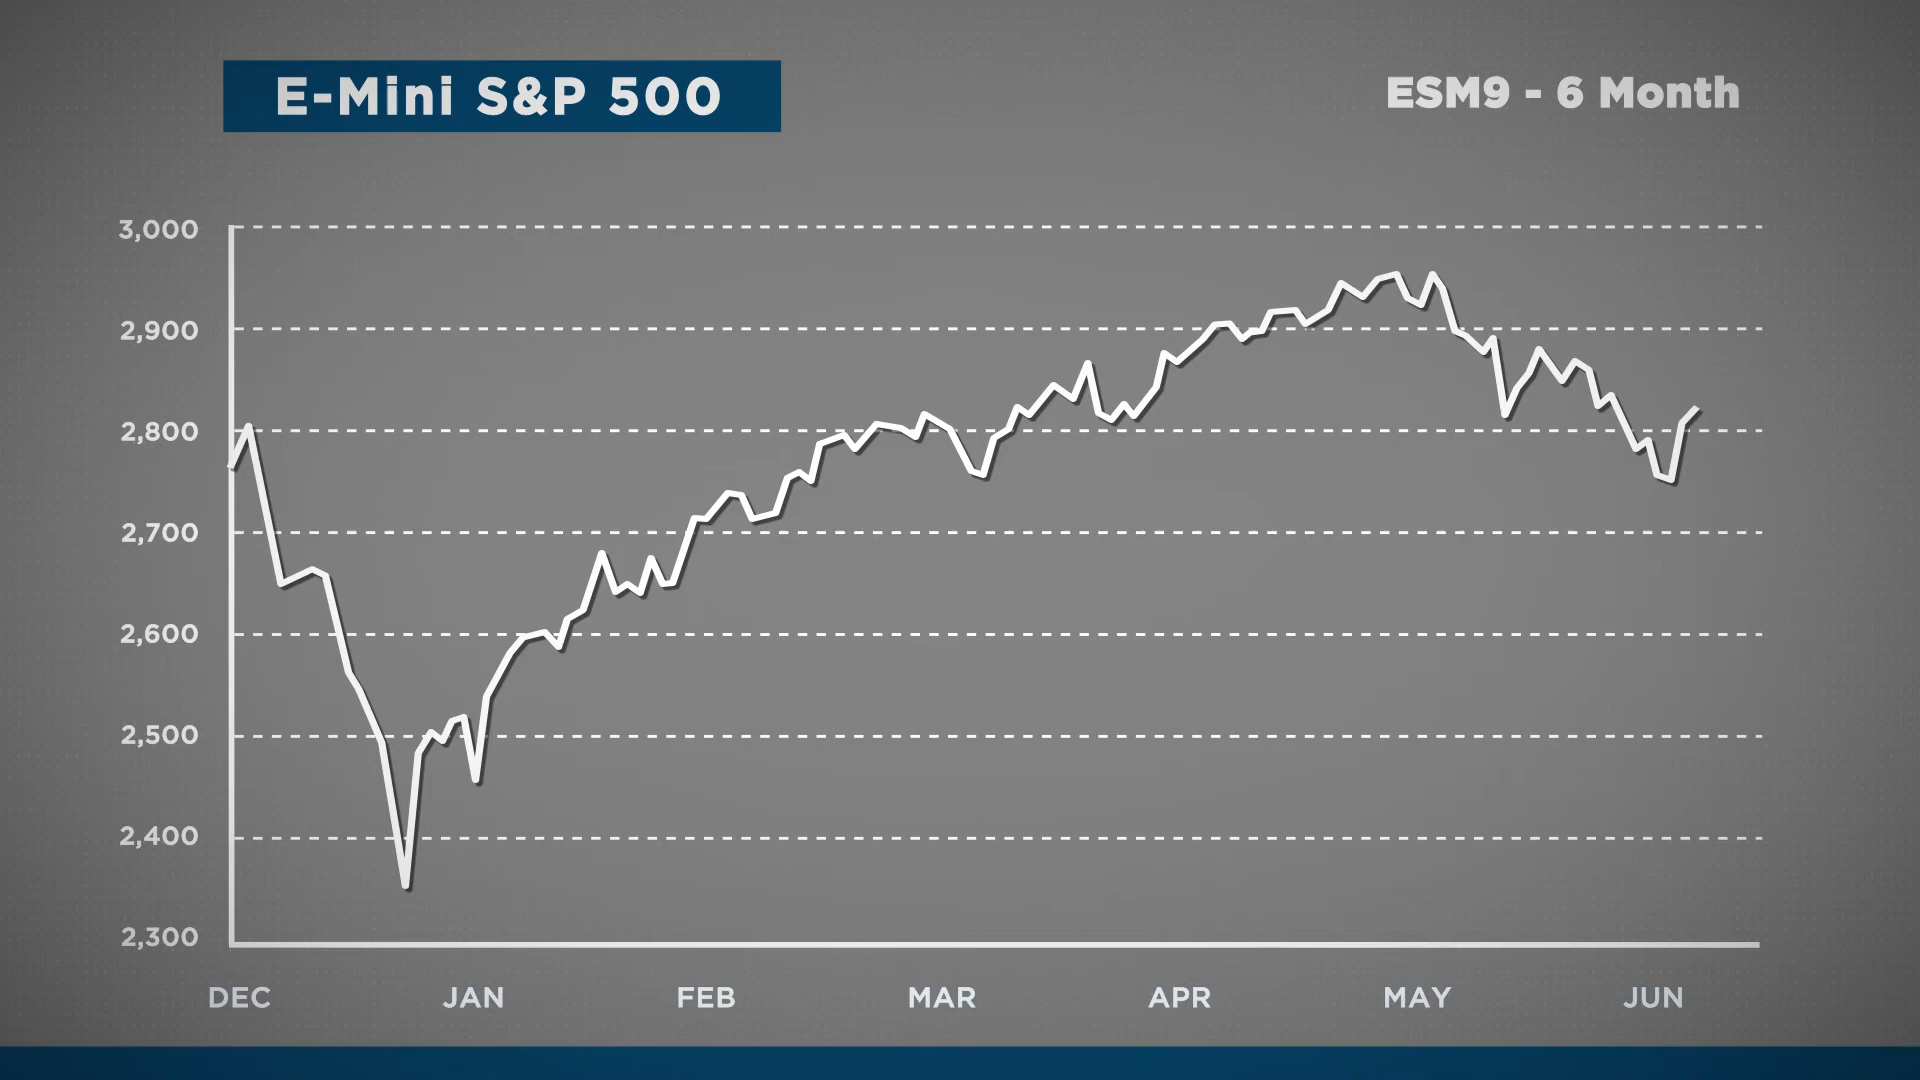 E-Mini S&P 500
ESM9 - 6 Month
3,000
2,900
2,800
2,700
2,600
2,500
2,400
2,300
DEC JAN FEB MAR APR MAY JUN